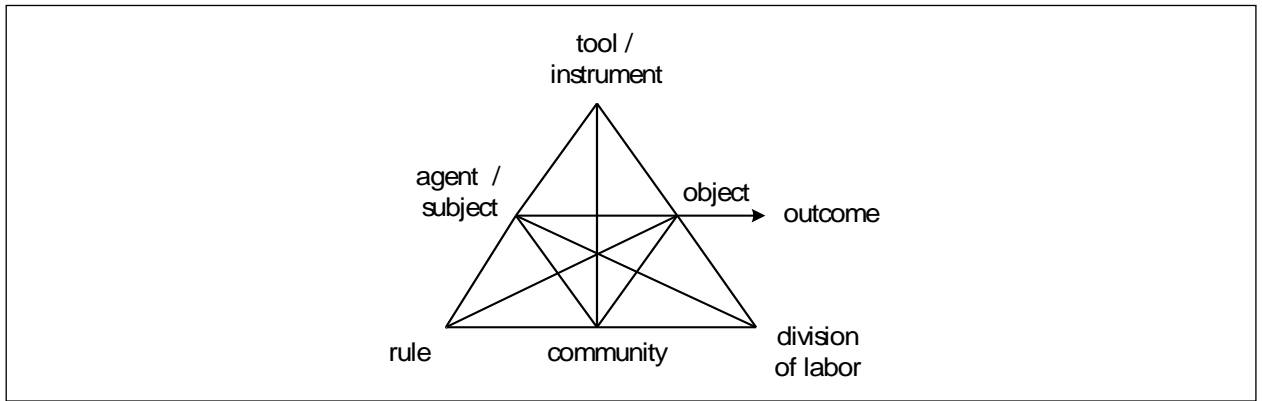 tool /
instrument
agent /
subject
object
outcome
rule
community
division
of labor